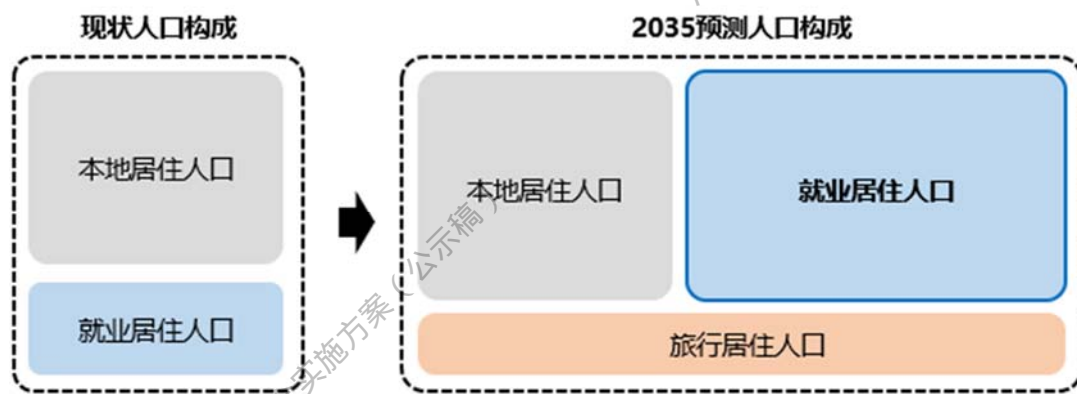 现状人口构成
本地居住人口
就业居住人口
2035预测人口构成
本地居住人口
就业居住人口
旅行居住人口
实施方案（公示稿）